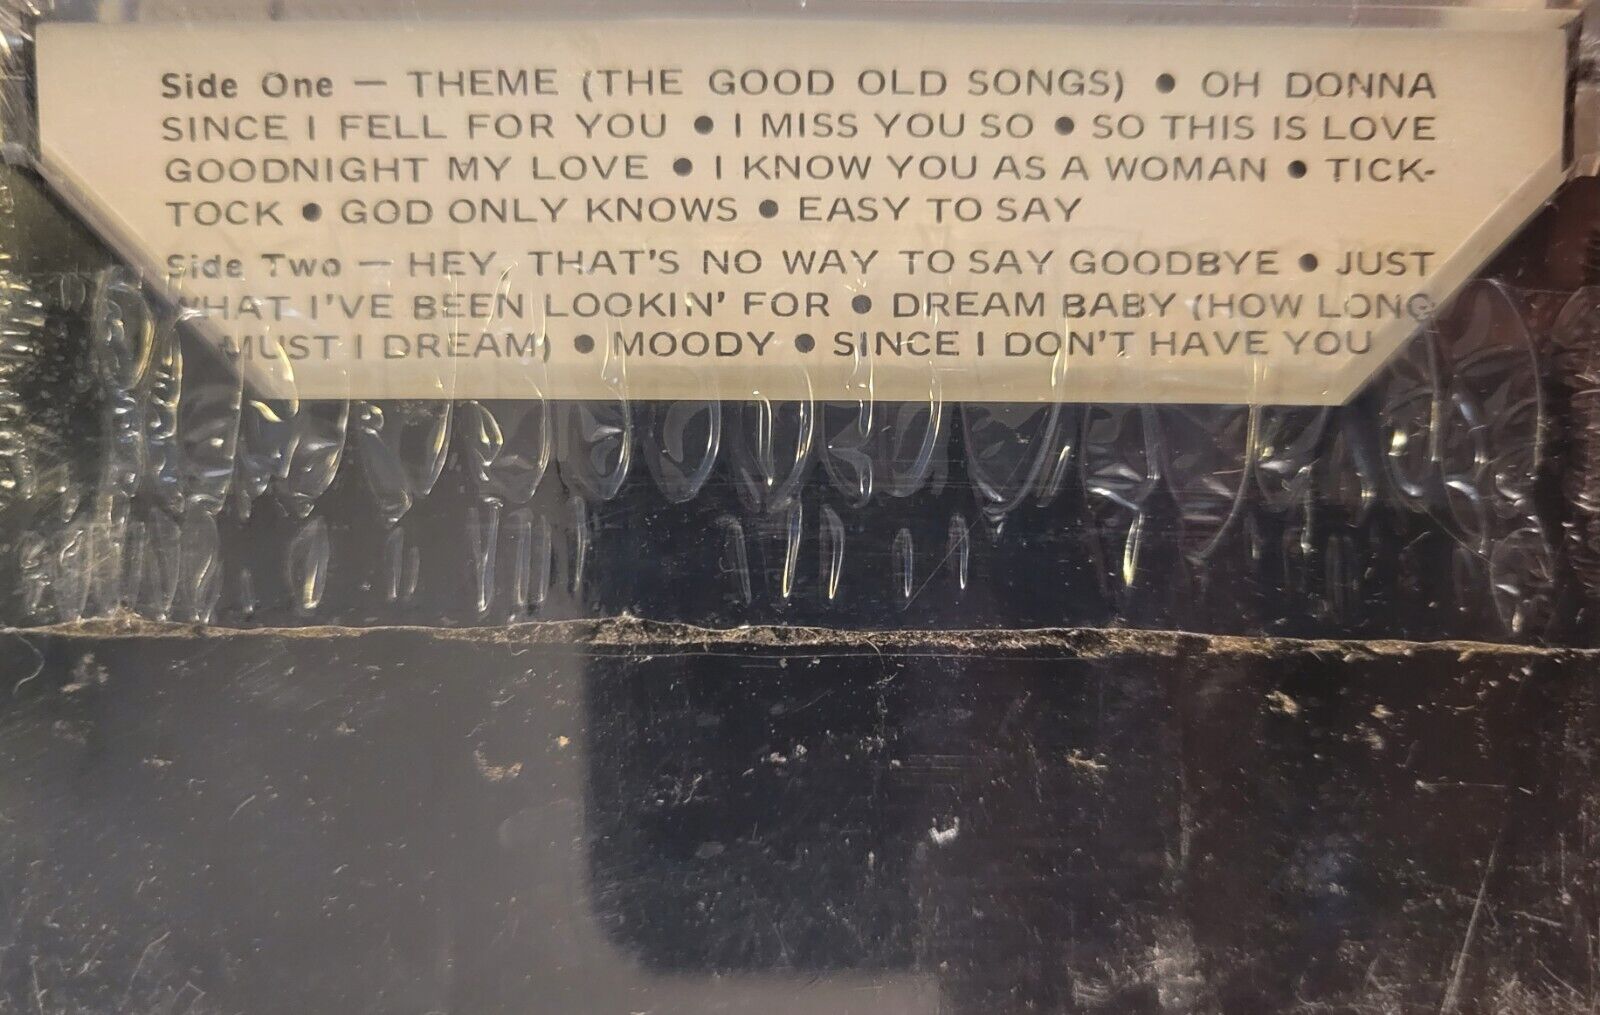 Side One — THEME (THE GOOD OLD SONGS) • OH DONNA
SINCE I FELL FOR YOU • I MISS YOU SO • SO THIS IS LOVE
GOODNIGHT MY LOVE • I KNOW YOU AS A WOMAN • TICK-
TOCK • GOD ONLY KNOWS • EASY TO SAY
Side Two — HEY, THAT'S NO WAY TO SAY GOODBYE • JUST
WHAT I'VE BEEN LOOKIN' FOR • DREAM BABY (HOW LONG
MUST I DREAM) • MOODY • SINCE I DON'T HAVE YOU